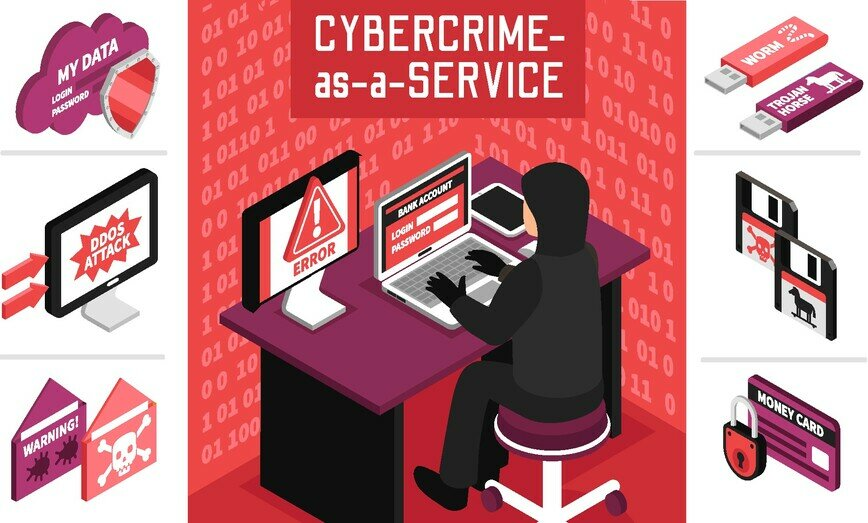 CYBERCRIME-
as-a-SERVICE
MY DATA
LOGIN
PASSWORD
DDOS
ATTACK
WARNING!
ERROR
BANK ACCOUNT
LOGIN
PASSWORD
WORM
TROJAN
HORSE
MONEY CARD